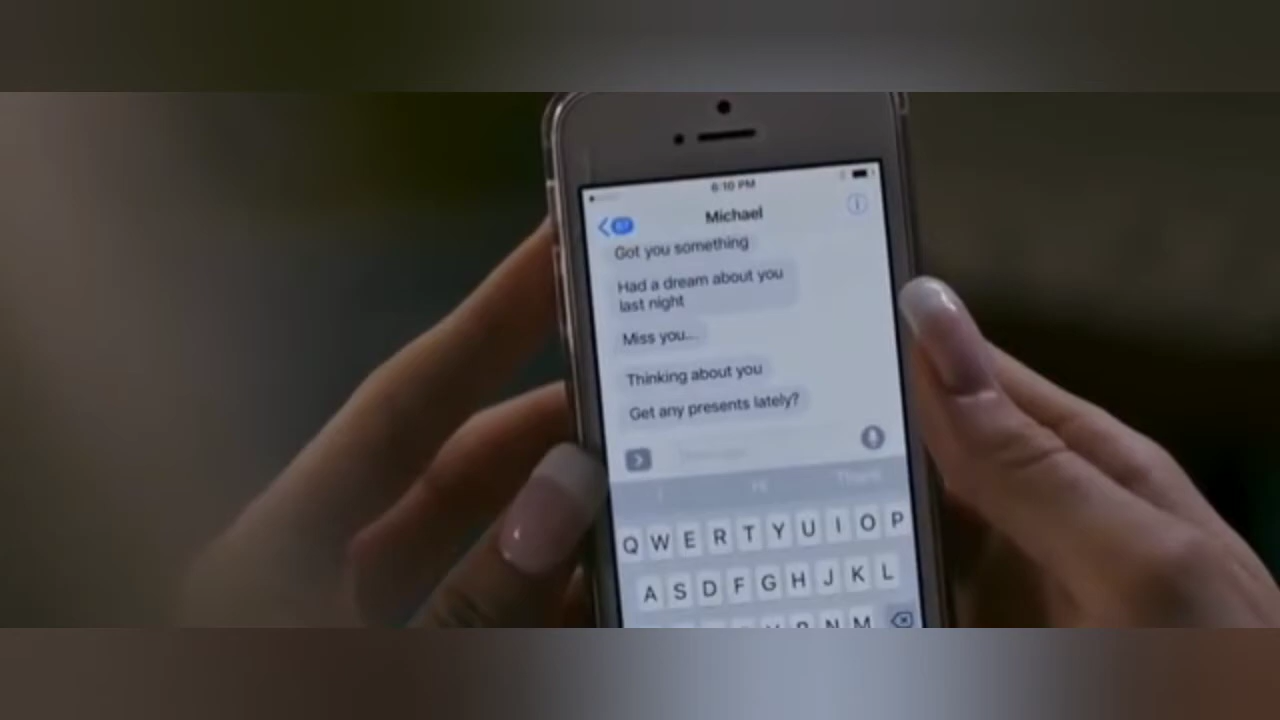 6:10 PM
Michael
Got you something
Had a dream about you
last night
Miss you...
Thinking about you
Get any presents lately?
I Hi
Q W E R T Y U I O P
A S D F G H J K L
N M